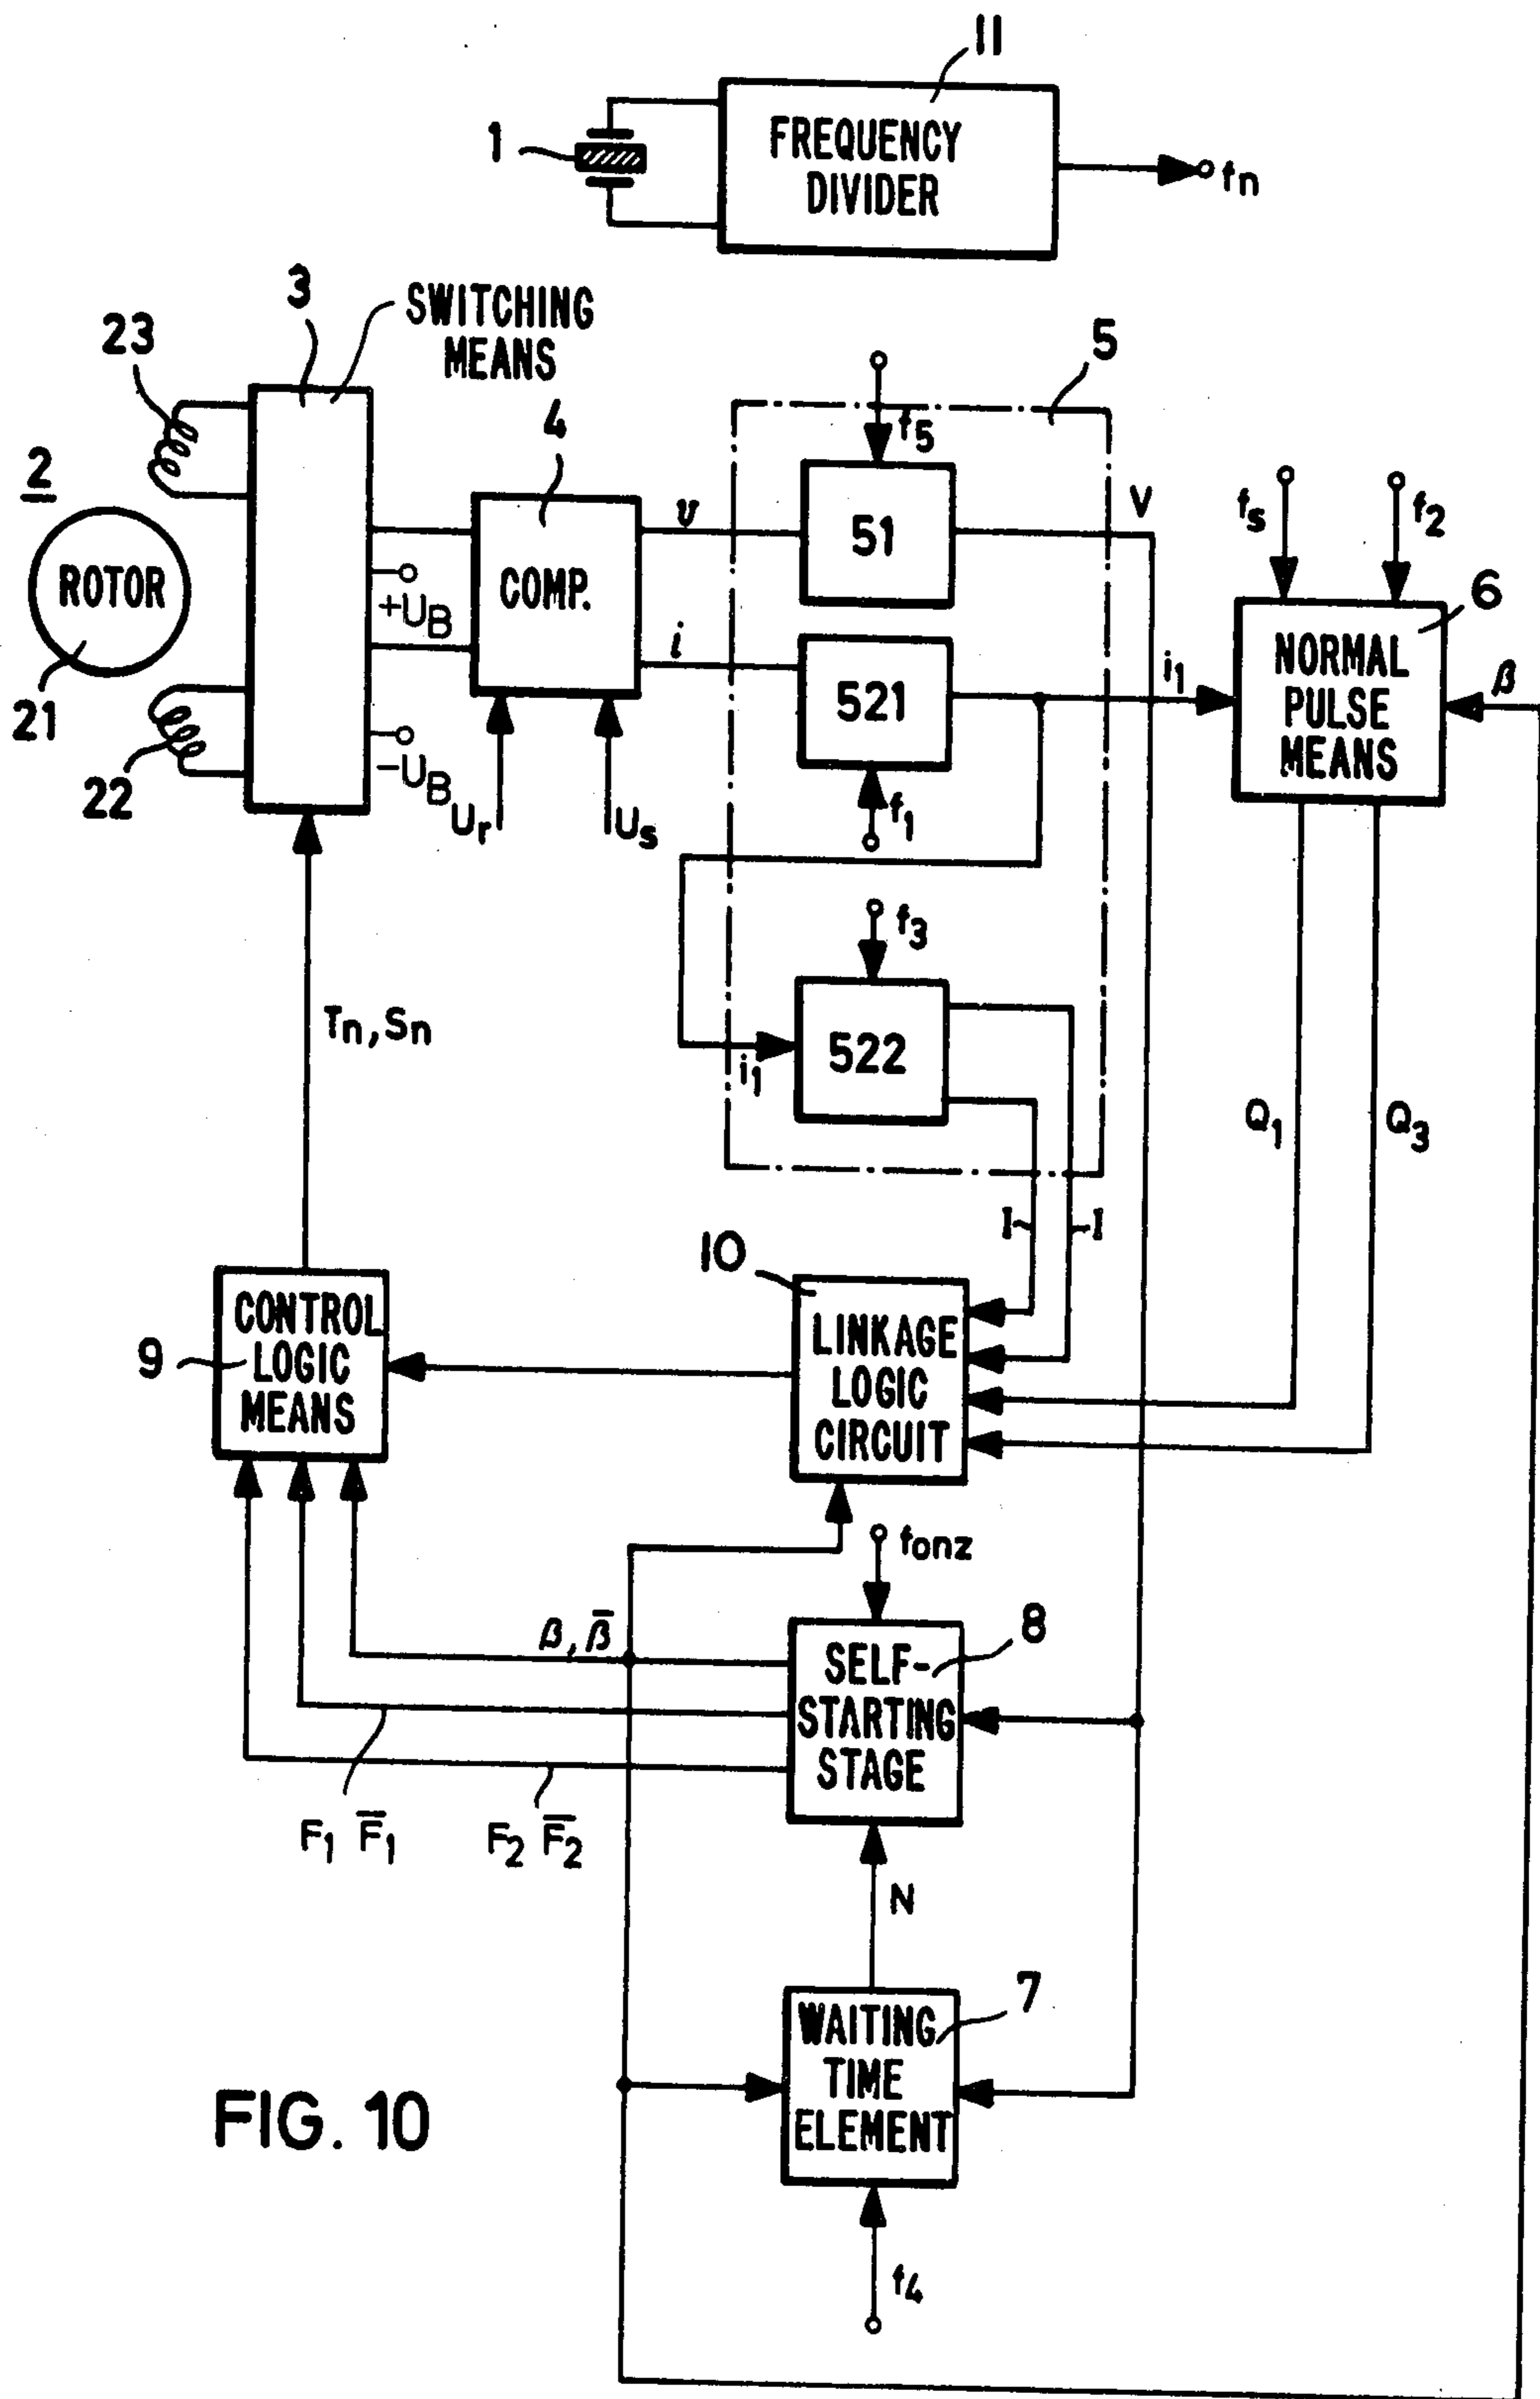 11
1
FREQUENCY
DIVIDER
fn
3
SWITCHING
MEANS
23
5
4
f5
2
51
V
fs
f2
v
ROTOR
COMP.
+UB
6
NORMAL
PULSE
MEANS
i
521
i1
β
21
22
-UB
Ur
Us
f1
f3
Tn, Sn
522
i1
Q1
Q3
I
I
10
CONTROL
LOGIC
MEANS
9
LINKAGE
LOGIC
CIRCUIT
fonz
β, β̅
8
SELF-
STARTING
STAGE
F1 F̅1
F2 F̅2
N
7
WAITING
TIME
ELEMENT
FIG. 10
f4